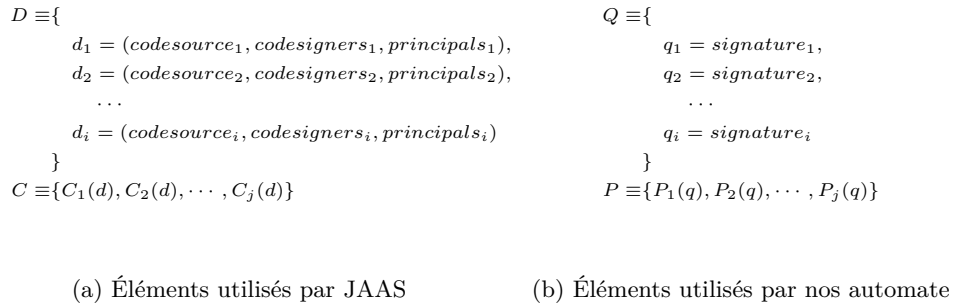 D ≡{
d₁ = (codesource₁, codesigners₁, principals₁),
d₂ = (codesource₂, codesigners₂, principals₂),
···
dᵢ = (codesourceᵢ, codesignersᵢ, principalsᵢ)
}
C ≡{C₁(d), C₂(d), ··· , Cⱼ(d)}
(a) Éléments utilisés par JAAS
Q ≡{
q₁ = signature₁,
q₂ = signature₂,
···
qᵢ = signatureᵢ
}
P ≡{P₁(q), P₂(q), ··· , Pⱼ(q)}
(b) Éléments utilisés par nos automate